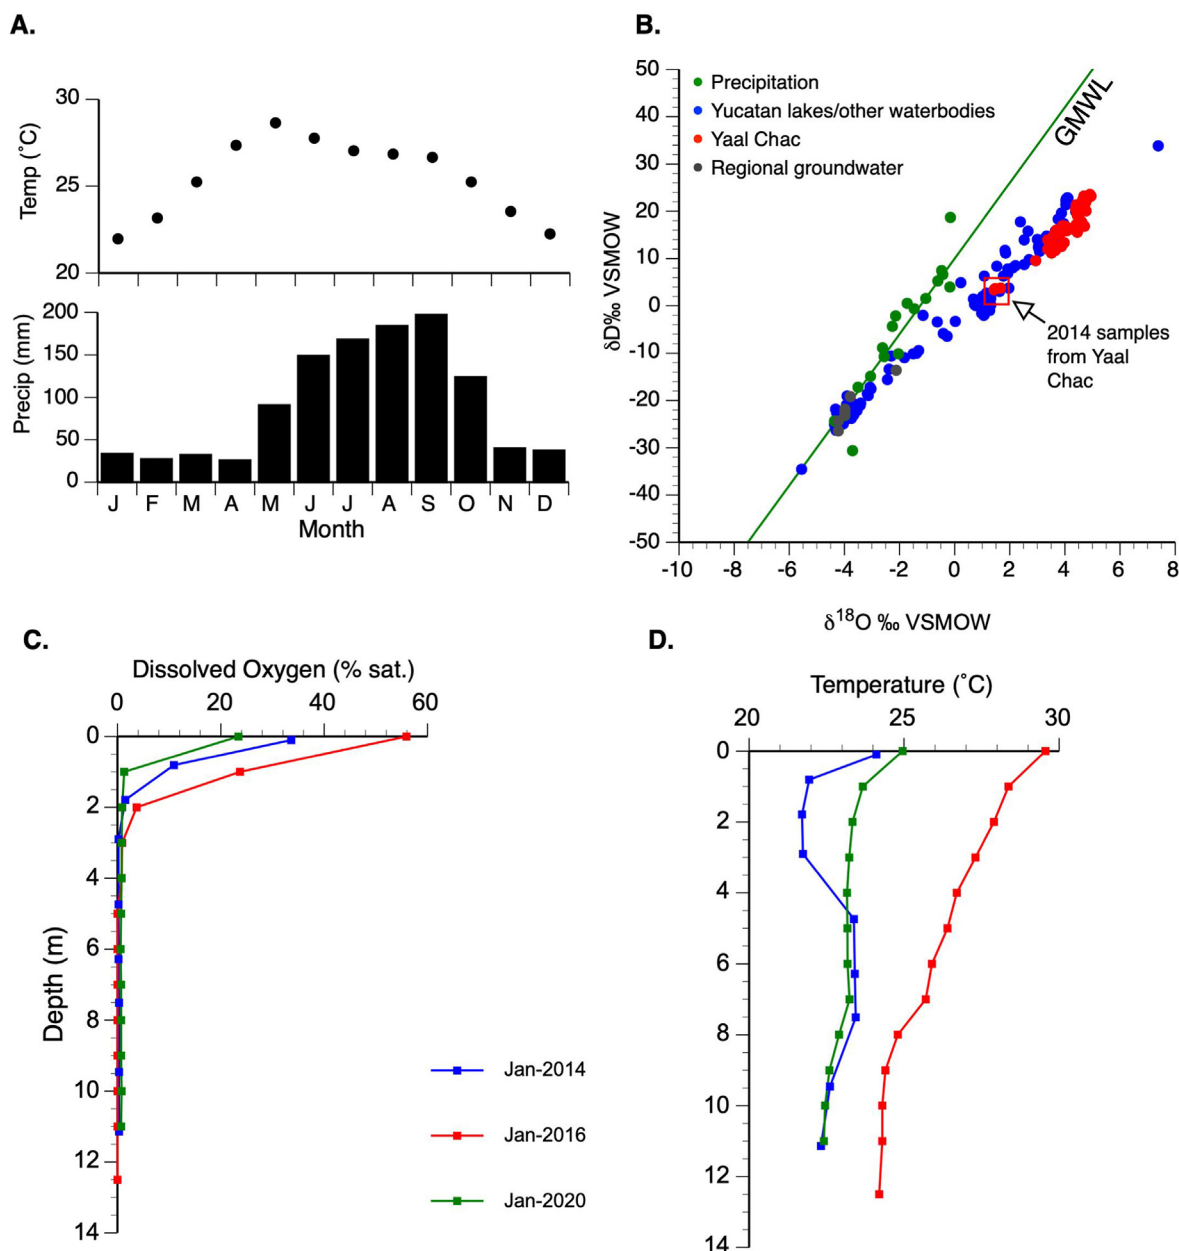 A.
30
25
20
Temp (˚C)
200
150
100
50
0
Precip (mm)
J F M A M J J A S O N D
Month
B.
50
40
30
20
10
0
-10
-20
-30
-40
-50
δD‰ VSMOW
Precipitation
Yucatan lakes/other waterbodies
Yaal Chac
Regional groundwater
GMWL
2014 samples
from Yaal
Chac
-10 -8 -6 -4 -2 0 2 4 6 8
δ18O ‰ VSMOW
C.
Dissolved Oxygen (% sat.)
0 20 40 60
0
2
4
6
8
10
12
14
Depth (m)
Jan-2014
Jan-2016
Jan-2020
D.
Temperature (˚C)
20 25 30
0
2
4
6
8
10
12
14